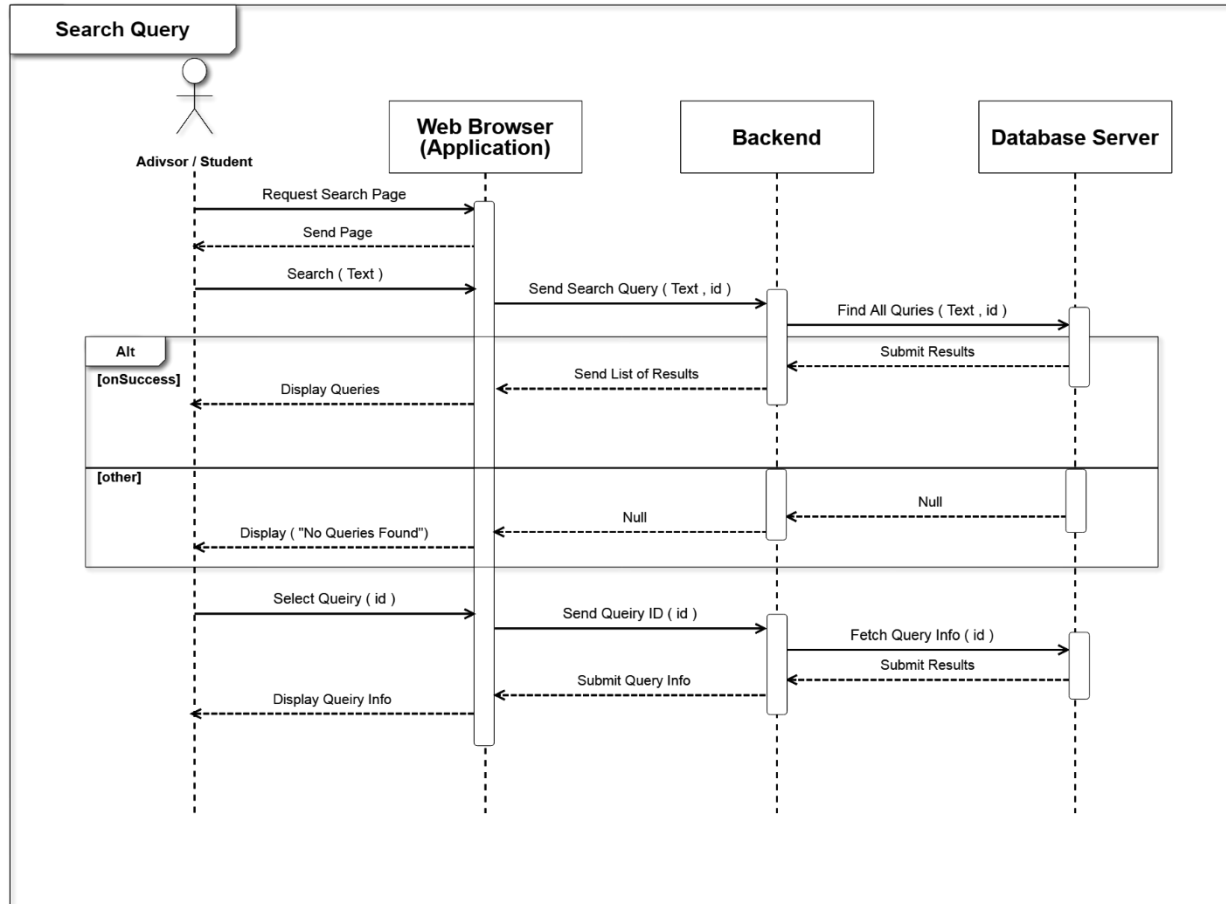 Search Query
Adivsor / Student
Web Browser
(Application)
Backend
Database Server
Request Search Page
Send Page
Search ( Text )
Send Search Query ( Text , id )
Find All Quries ( Text , id )
Alt
[onSuccess]
Submit Results
Send List of Results
Display Queries
[other]
Null
Null
Display ( "No Queries Found")
Select Queiry ( id )
Send Queiry ID ( id )
Fetch Query Info ( id )
Submit Results
Submit Query Info
Display Queiry Info